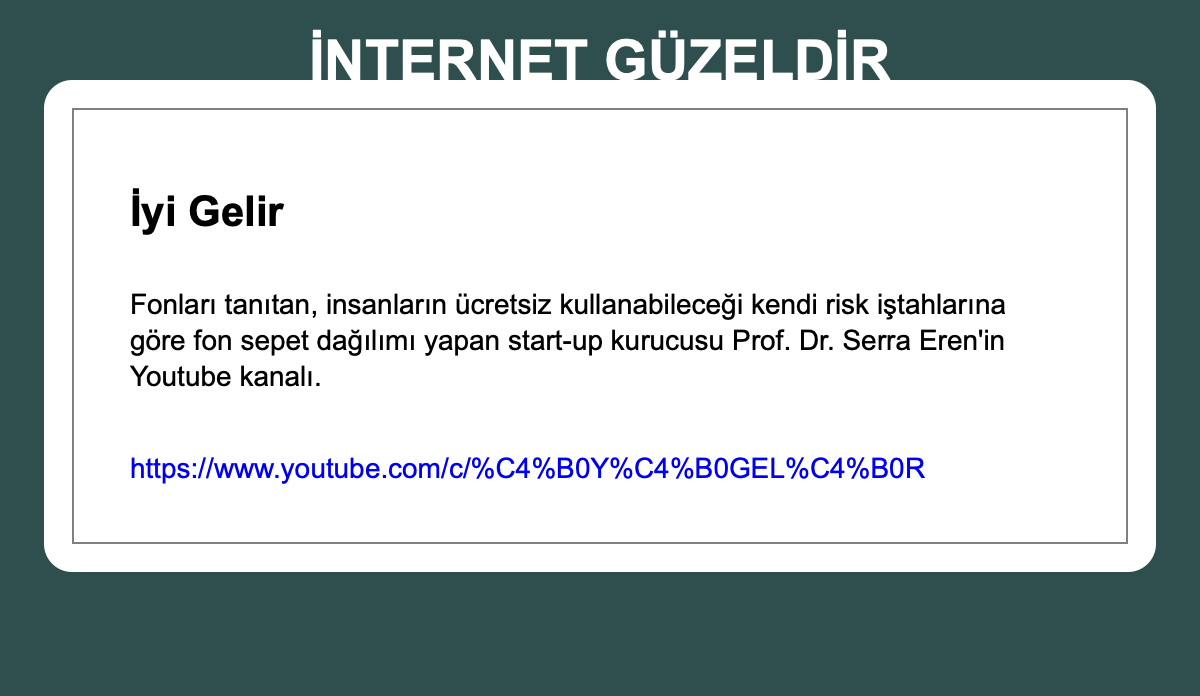 İNTERNET GÜZELDİR
İyi Gelir
Fonları tanıtan, insanların ücretsiz kullanabileceği kendi risk iştahlarına
göre fon sepet dağılımı yapan start-up kurucusu Prof. Dr. Serra Eren'in
Youtube kanalı.
https://www.youtube.com/c/%C4%B0Y%C4%B0GEL%C4%B0R